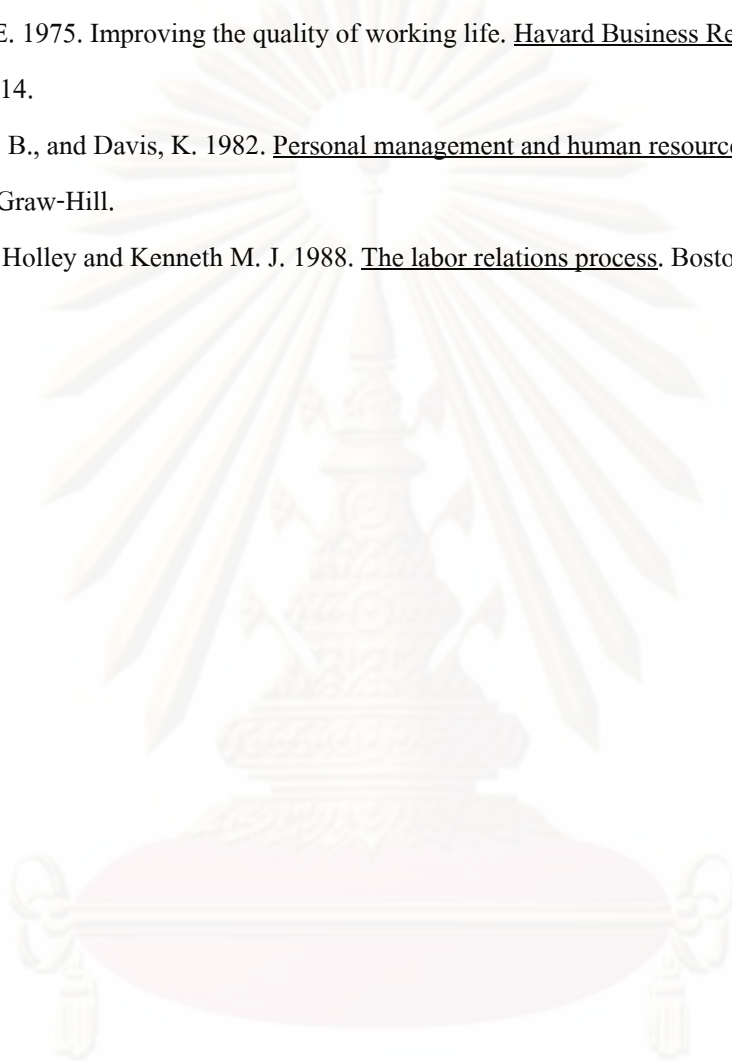 E. 1975. Improving the quality of working life. Havard Business Re
14.
B., and Davis, K. 1982. Personal management and human resource
Graw-Hill.
Holley and Kenneth M. J. 1988. The labor relations process. Bosto